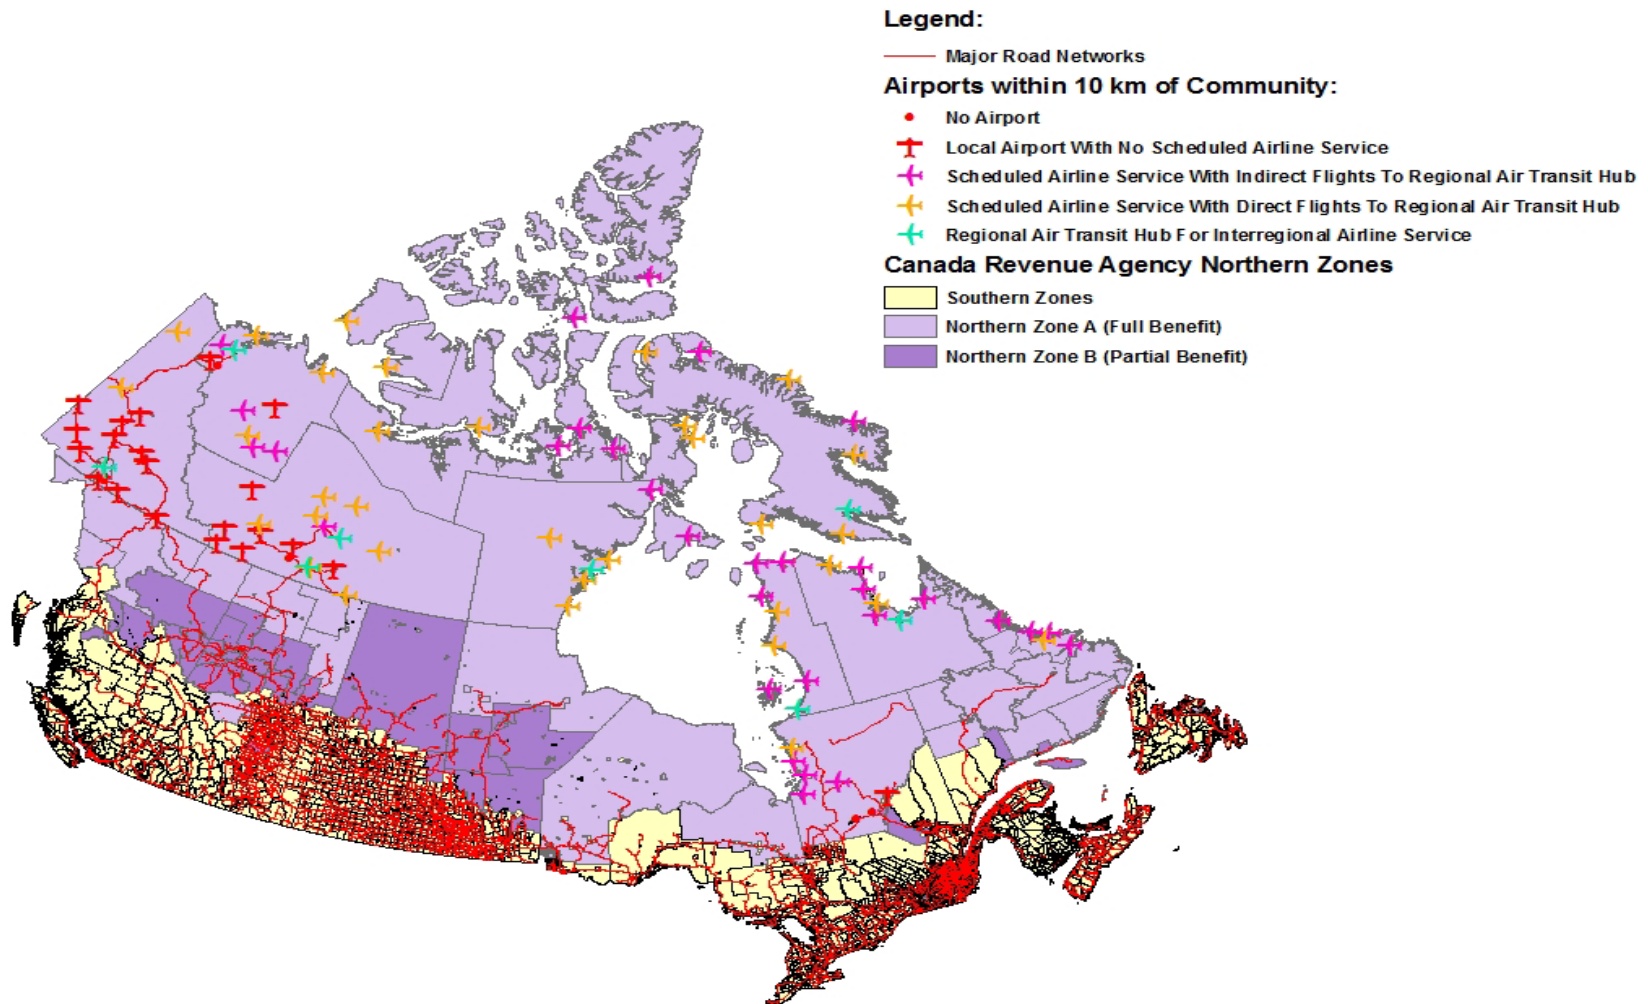 Legend:
Major Road Networks
Airports within 10 km of Community:
No Airport
Local Airport With No Scheduled Airline Service
Scheduled Airline Service With Indirect Flights To Regional Air Transit Hub
Scheduled Airline Service With Direct Flights To Regional Air Transit Hub
Regional Air Transit Hub For Interregional Airline Service
Canada Revenue Agency Northern Zones
Southern Zones
Northern Zone A (Full Benefit)
Northern Zone B (Partial Benefit)